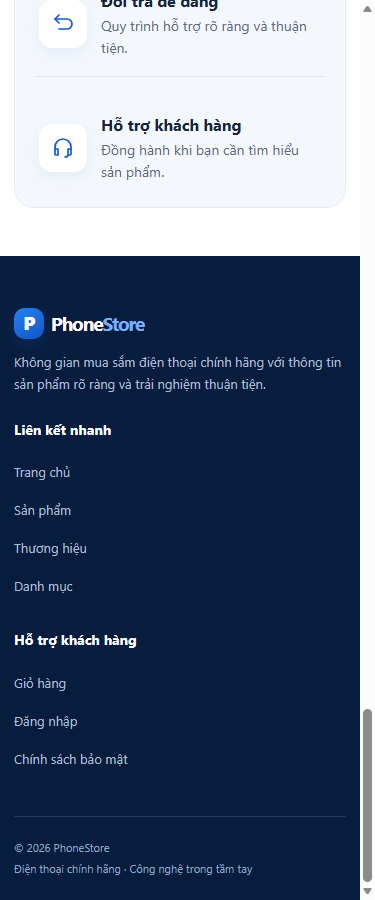 Đổi trả dễ dàng
Quy trình hỗ trợ rõ ràng và thuận
tiện.
Hỗ trợ khách hàng
Đồng hành khi bạn cần tìm hiểu
sản phẩm.
P PhoneStore
Không gian mua sắm điện thoại chính hãng với thông tin
sản phẩm rõ ràng và trải nghiệm thuận tiện.
Liên kết nhanh
Trang chủ
Sản phẩm
Thương hiệu
Danh mục
Hỗ trợ khách hàng
Giỏ hàng
Đăng nhập
Chính sách bảo mật
© 2026 PhoneStore
Điện thoại chính hãng · Công nghệ trong tầm tay